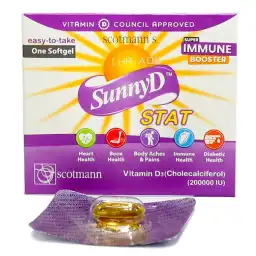 VITAMIN D COUNCIL APPROVED
scotmann's
easy-to-take
One Softgel
SUPER
IMMUNE
BOOSTER
SunnyD™
STAT
Heart
Health
Bone
Health
Body Aches
& Pains
Immune
Health
Diabetic
Health
scotmann
Vitamin D3 (Cholecalciferol)
(200000 IU)